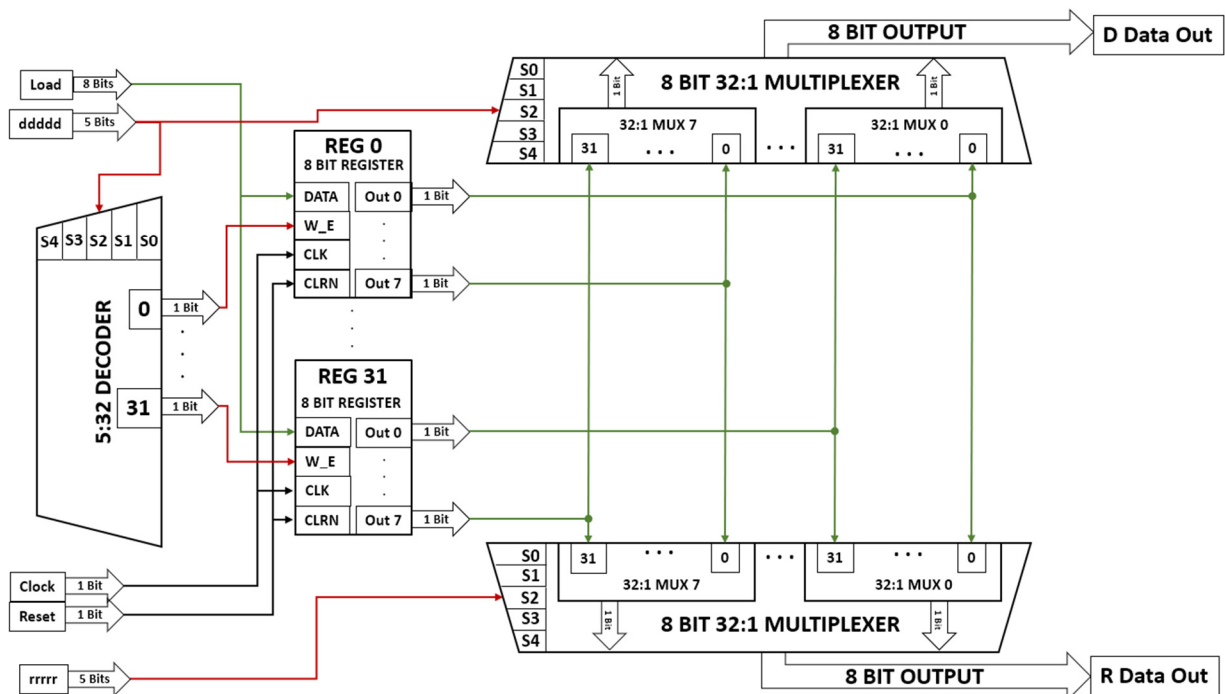 8 BIT OUTPUT
D Data Out
Load
8 Bits
ddddd
5 Bits
S0
S1
S2
S3
S4
8 BIT 32:1 MULTIPLEXER
1 Bit
1 Bit
32:1 MUX 7
31
. . .
0
. . .
32:1 MUX 0
31
. . .
0
REG 0
8 BIT REGISTER
DATA
Out 0
1 Bit
W_E
CLK
CLRN
Out 7
1 Bit
S4
S3
S2
S1
S0
5:32 DECODER
0
1 Bit
31
1 Bit
REG 31
8 BIT REGISTER
DATA
Out 0
1 Bit
W_E
CLK
CLRN
Out 7
1 Bit
Clock
1 Bit
Reset
1 Bit
rrrrr
5 Bits
S0
S1
S2
S3
S4
31
. . .
0
32:1 MUX 7
. . .
31
. . .
0
32:1 MUX 0
1 Bit
1 Bit
8 BIT 32:1 MULTIPLEXER
8 BIT OUTPUT
R Data Out